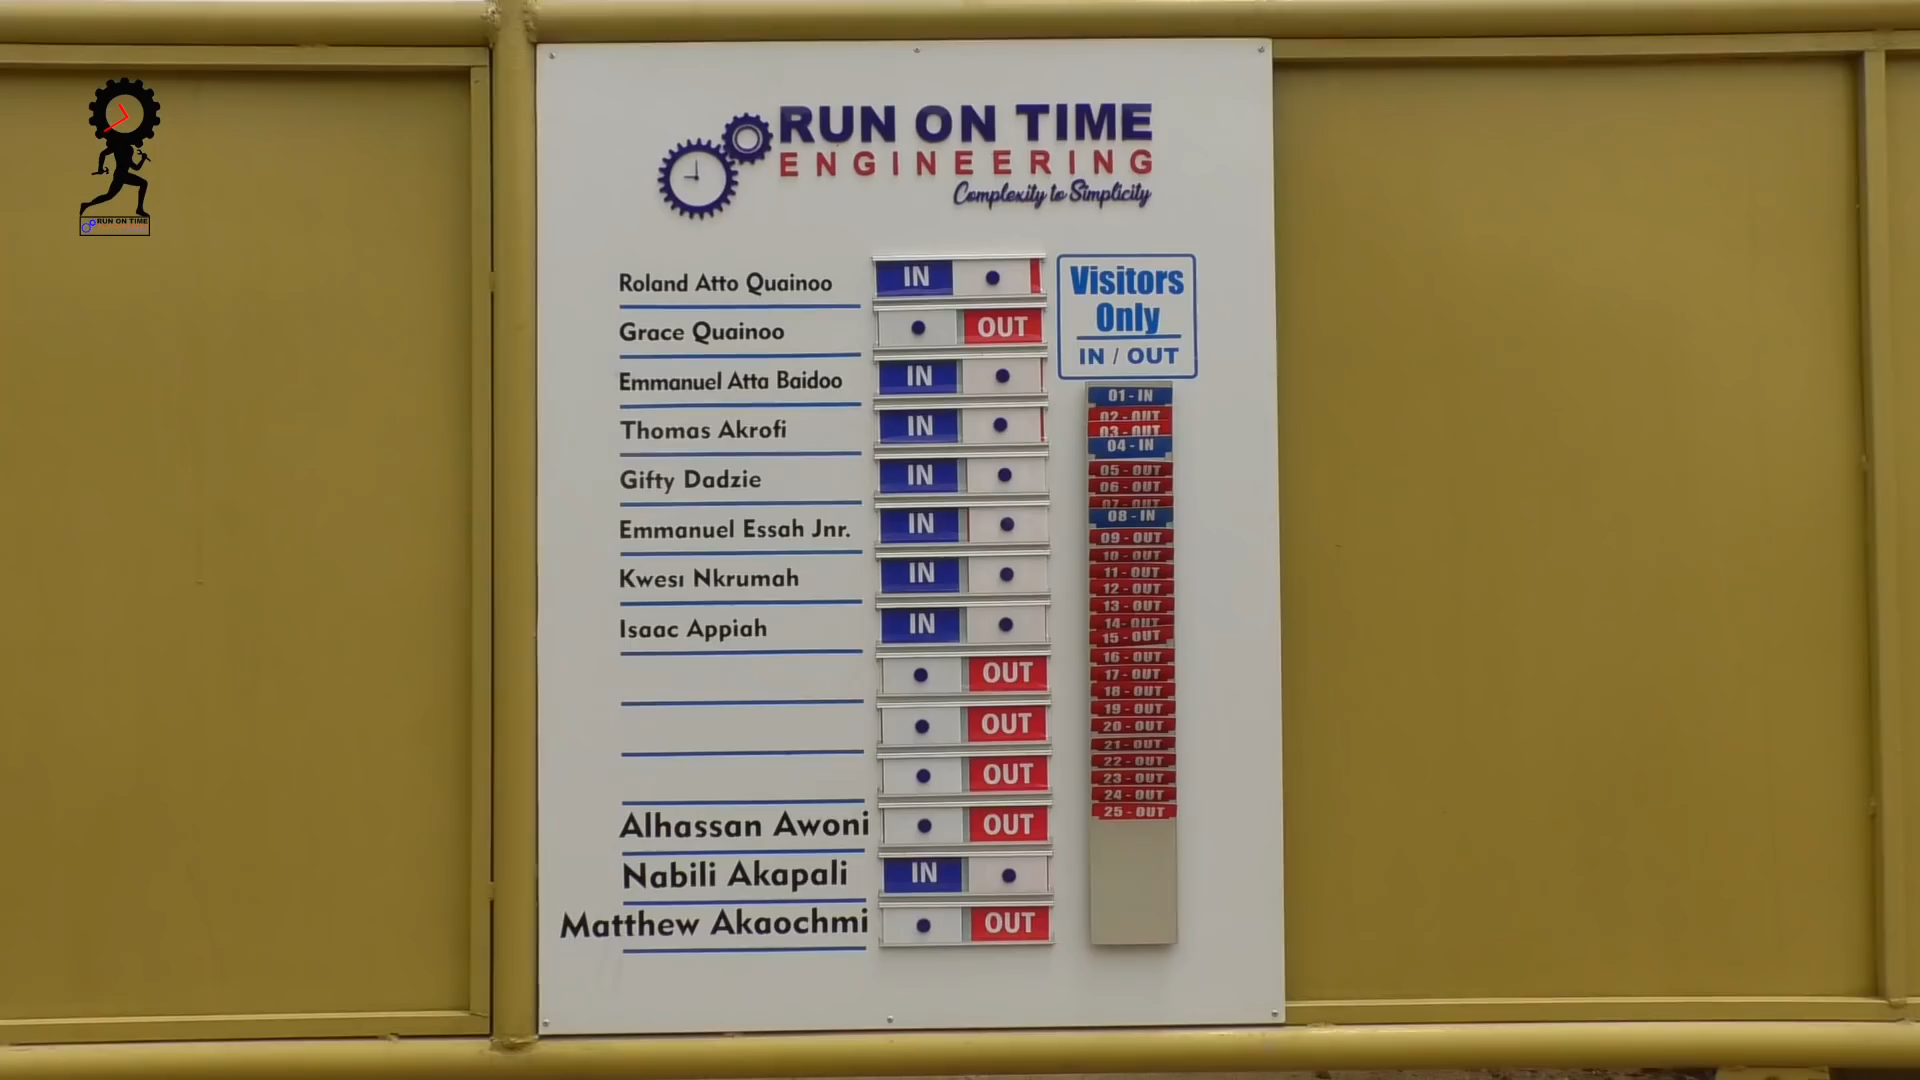 RUN ON TIME
RUN ON TIME
ENGINEERING
Complexity to Simplicity
Roland Atto Quainoo IN
Grace Quainoo OUT
Emmanuel Atta Baidoo IN
Thomas Akrofi IN
Gifty Dadzie IN
Emmanuel Essah Jnr. IN
Kwesi Nkrumah IN
Isaac Appiah IN
OUT
OUT
OUT
Alhassan Awoni OUT
Nabili Akapali IN
Matthew Akaochmi OUT
Visitors
Only
IN / OUT
01 - IN
02 - OUT
03 - OUT
04 - IN
05 - OUT
06 - OUT
07 - OUT
08 - IN
09 - OUT
10 - OUT
11 - OUT
12 - OUT
13 - OUT
14 - OUT
15 - OUT
16 - OUT
17 - OUT
18 - OUT
19 - OUT
20 - OUT
21 - OUT
22 - OUT
23 - OUT
24 - OUT
25 - OUT